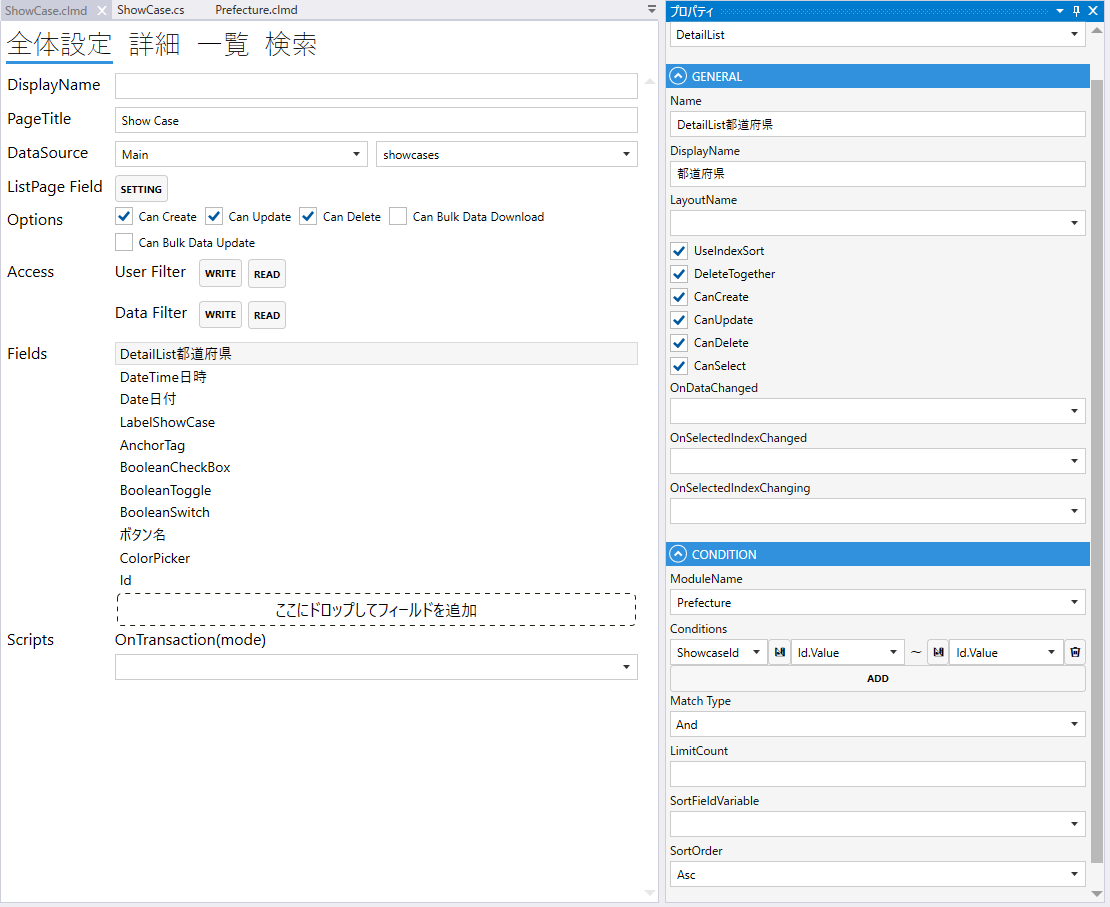 ShowCase.clmd
ShowCase.cs
Prefecture.clmd
全体設定 詳細 一覧 検索
DisplayName
PageTitle
Show Case
DataSource
Main
showcases
ListPage Field
SETTING
Options
Can Create
Can Update
Can Delete
Can Bulk Data Download
Can Bulk Data Update
Access
User Filter
WRITE
READ
Data Filter
WRITE
READ
Fields
DetailList都道府県
DateTime日時
Date日付
LabelShowCase
AnchorTag
BooleanCheckBox
BooleanToggle
BooleanSwitch
ボタン名
ColorPicker
Id
ここにドロップしてフィールドを追加
Scripts
OnTransaction(mode)
プロパティ
DetailList
GENERAL
Name
DetailList都道府県
DisplayName
都道府県
LayoutName
UseIndexSort
DeleteTogether
CanCreate
CanUpdate
CanDelete
CanSelect
OnDataChanged
OnSelectedIndexChanged
OnSelectedIndexChanging
CONDITION
ModuleName
Prefecture
Conditions
ShowcaseId
Id.Value
～
Id.Value
ADD
Match Type
And
LimitCount
SortFieldVariable
SortOrder
Asc